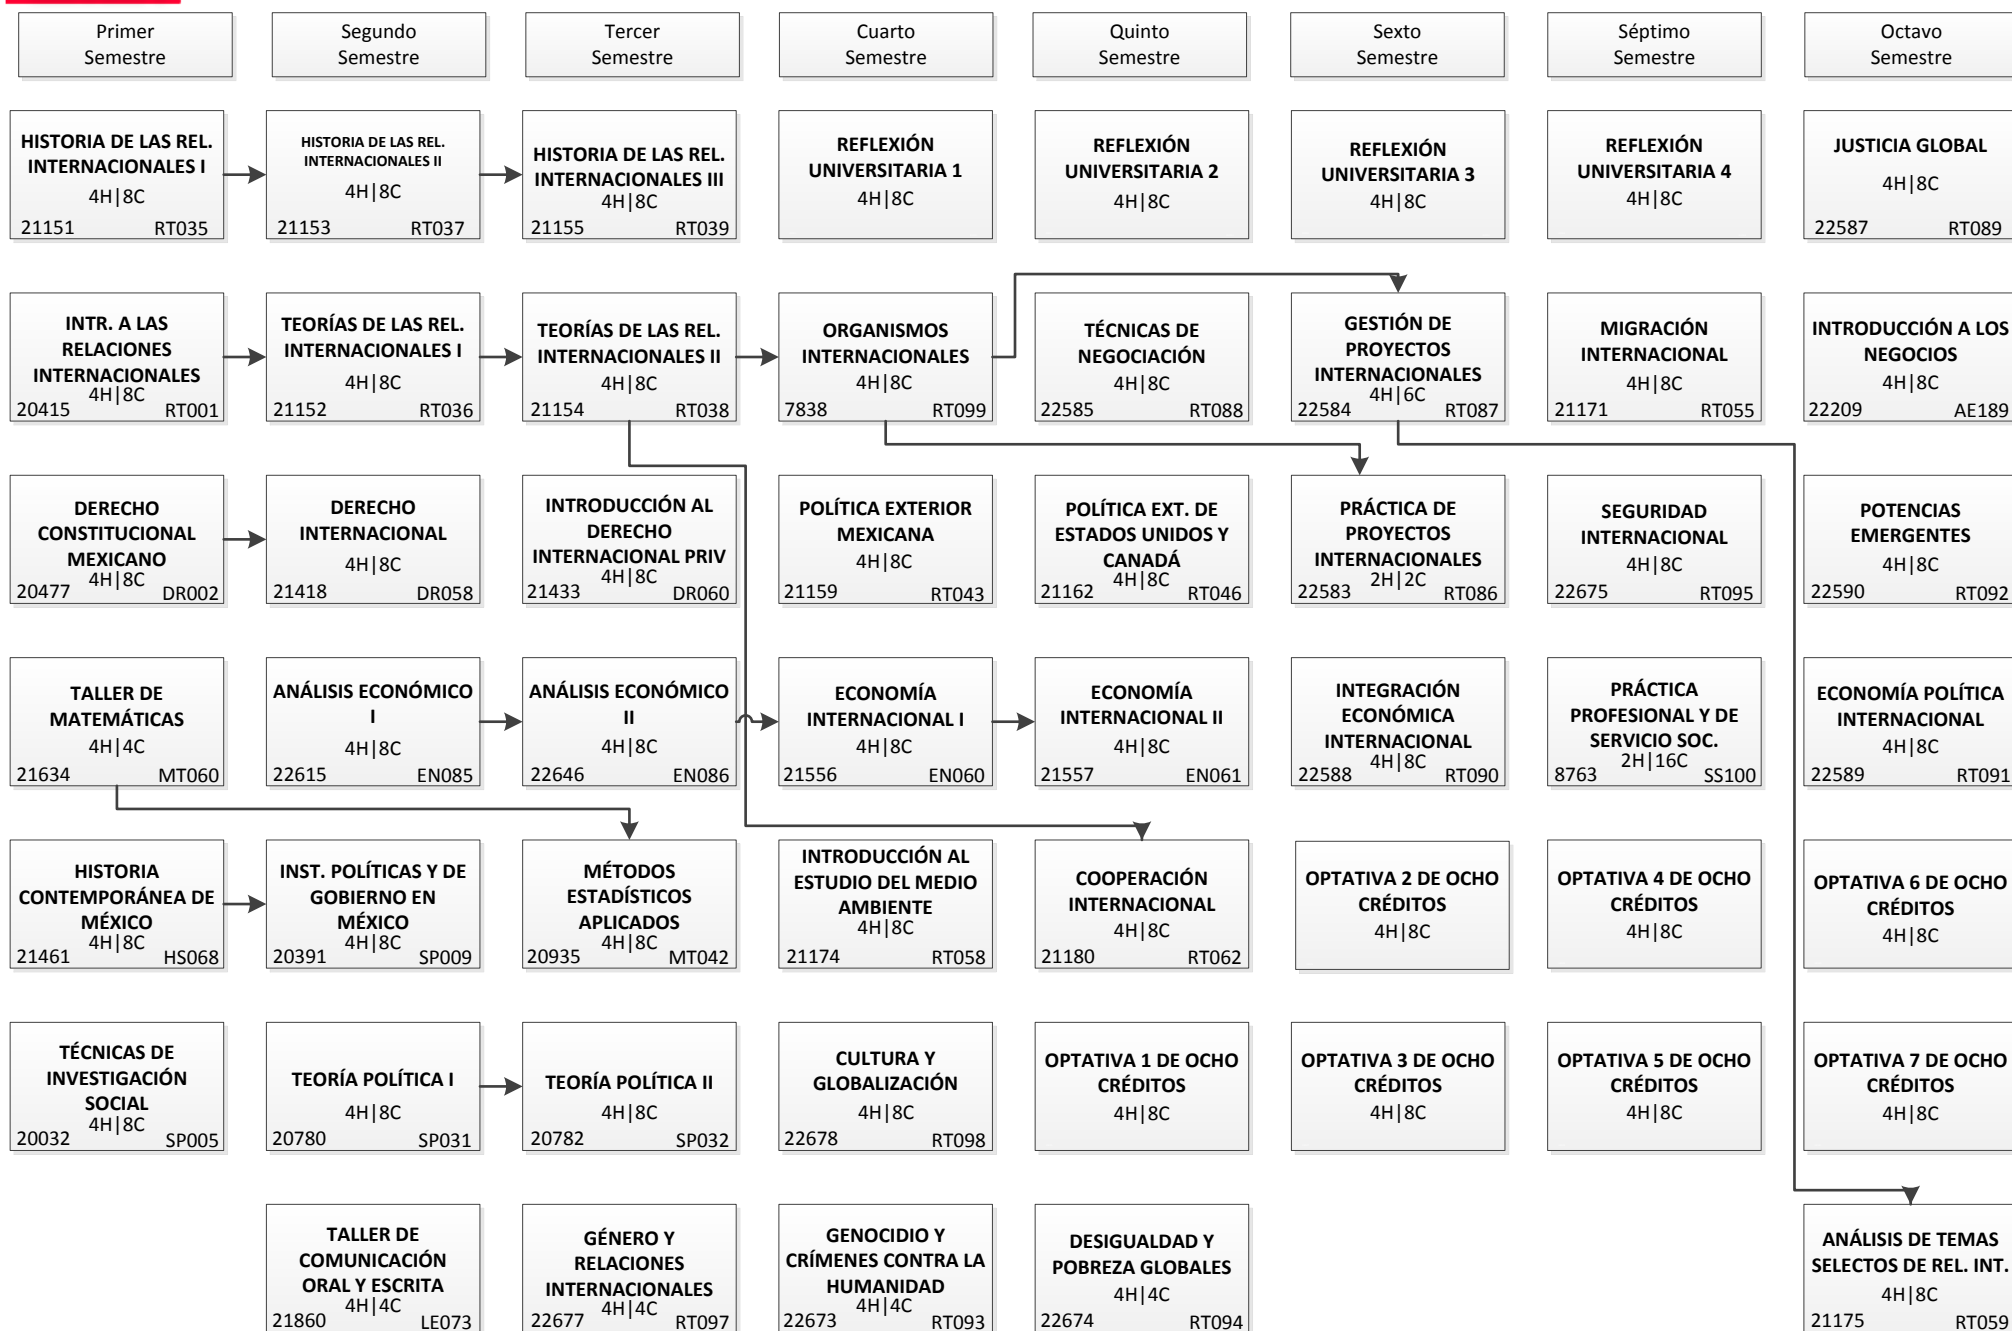 Primer
Semestre
Segundo
Semestre
Tercer
Semestre
Cuarto
Semestre
Quinto
Semestre
Sexto
Semestre
Séptimo
Semestre
Octavo
Semestre
HISTORIA DE LAS REL.
INTERNACIONALES I
4H|8C
21151 RT035
HISTORIA DE LAS REL.
INTERNACIONALES II
4H|8C
21153 RT037
HISTORIA DE LAS REL.
INTERNACIONALES III
4H|8C
21155 RT039
REFLEXIÓN
UNIVERSITARIA 1
4H|8C
REFLEXIÓN
UNIVERSITARIA 2
4H|8C
REFLEXIÓN
UNIVERSITARIA 3
4H|8C
REFLEXIÓN
UNIVERSITARIA 4
4H|8C
JUSTICIA GLOBAL
4H|8C
22587 RT089
INTR. A LAS
RELACIONES
INTERNACIONALES
4H|8C
20415 RT001
TEORÍAS DE LAS REL.
INTERNACIONALES I
4H|8C
21152 RT036
TEORÍAS DE LAS REL.
INTERNACIONALES II
4H|8C
21154 RT038
ORGANISMOS
INTERNACIONALES
4H|8C
7838 RT099
TÉCNICAS DE
NEGOCIACIÓN
4H|8C
22585 RT088
GESTIÓN DE
PROYECTOS
INTERNACIONALES
4H|6C
22584 RT087
MIGRACIÓN
INTERNACIONAL
4H|8C
21171 RT055
INTRODUCCIÓN A LOS
NEGOCIOS
4H|8C
22209 AE189
DERECHO
CONSTITUCIONAL
MEXICANO
4H|8C
20477 DR002
DERECHO
INTERNACIONAL
4H|8C
21418 DR058
INTRODUCCIÓN AL
DERECHO
INTERNACIONAL PRIV
4H|8C
21433 DR060
POLÍTICA EXTERIOR
MEXICANA
4H|8C
21159 RT043
POLÍTICA EXT. DE
ESTADOS UNIDOS Y
CANADÁ
4H|8C
21162 RT046
PRÁCTICA DE
PROYECTOS
INTERNACIONALES
2H|2C
22583 RT086
SEGURIDAD
INTERNACIONAL
4H|8C
22675 RT095
POTENCIAS
EMERGENTES
4H|8C
22590 RT092
TALLER DE
MATEMÁTICAS
4H|4C
21634 MT060
ANÁLISIS ECONÓMICO
I
4H|8C
22615 EN085
ANÁLISIS ECONÓMICO
II
4H|8C
22646 EN086
ECONOMÍA
INTERNACIONAL I
4H|8C
21556 EN060
ECONOMÍA
INTERNACIONAL II
4H|8C
21557 EN061
INTEGRACIÓN
ECONÓMICA
INTERNACIONAL
4H|8C
22588 RT090
PRÁCTICA
PROFESIONAL Y DE
SERVICIO SOC.
2H|16C
8763 SS100
ECONOMÍA POLÍTICA
INTERNACIONAL
4H|8C
22589 RT091
HISTORIA
CONTEMPORÁNEA DE
MÉXICO
4H|8C
21461 HS068
INST. POLÍTICAS Y DE
GOBIERNO EN
MÉXICO
4H|8C
20391 SP009
MÉTODOS
ESTADÍSTICOS
APLICADOS
4H|8C
20935 MT042
INTRODUCCIÓN AL
ESTUDIO DEL MEDIO
AMBIENTE
4H|8C
21174 RT058
COOPERACIÓN
INTERNACIONAL
4H|8C
21180 RT062
OPTATIVA 2 DE OCHO
CRÉDITOS
4H|8C
OPTATIVA 4 DE OCHO
CRÉDITOS
4H|8C
OPTATIVA 6 DE OCHO
CRÉDITOS
4H|8C
TÉCNICAS DE
INVESTIGACIÓN
SOCIAL
4H|8C
20032 SP005
TEORÍA POLÍTICA I
4H|8C
20780 SP031
TEORÍA POLÍTICA II
4H|8C
20782 SP032
CULTURA Y
GLOBALIZACIÓN
4H|8C
22678 RT098
OPTATIVA 1 DE OCHO
CRÉDITOS
4H|8C
OPTATIVA 3 DE OCHO
CRÉDITOS
4H|8C
OPTATIVA 5 DE OCHO
CRÉDITOS
4H|8C
OPTATIVA 7 DE OCHO
CRÉDITOS
4H|8C
TALLER DE
COMUNICACIÓN
ORAL Y ESCRITA
4H|4C
21860 LE073
GÉNERO Y
RELACIONES
INTERNACIONALES
4H|4C
22677 RT097
GENOCIDIO Y
CRÍMENES CONTRA LA
HUMANIDAD
4H|4C
22673 RT093
DESIGUALDAD Y
POBREZA GLOBALES
4H|4C
22674 RT094
ANÁLISIS DE TEMAS
SELECTOS DE REL. INT.
4H|8C
21175 RT059